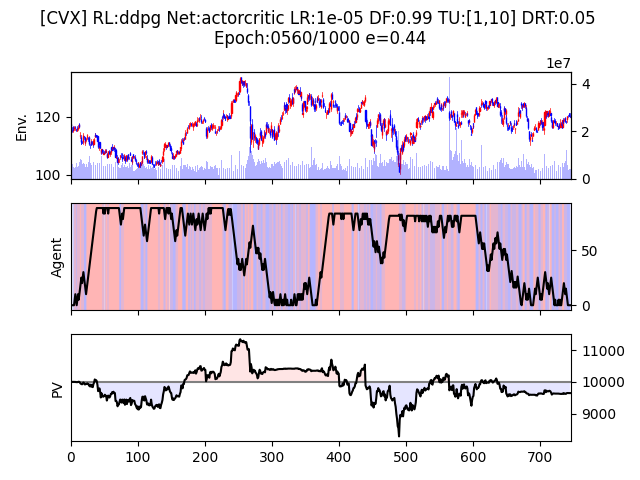 [CVX] RL:ddpg Net:actorcritic LR:1e-05 DF:0.99 TU:[1,10] DRT:0.05
Epoch:0560/1000 e=0.44
1e7
Env.
120
100
4
2
0
Agent
50
0
PV
11000
10000
9000
0 100 200 300 400 500 600 700